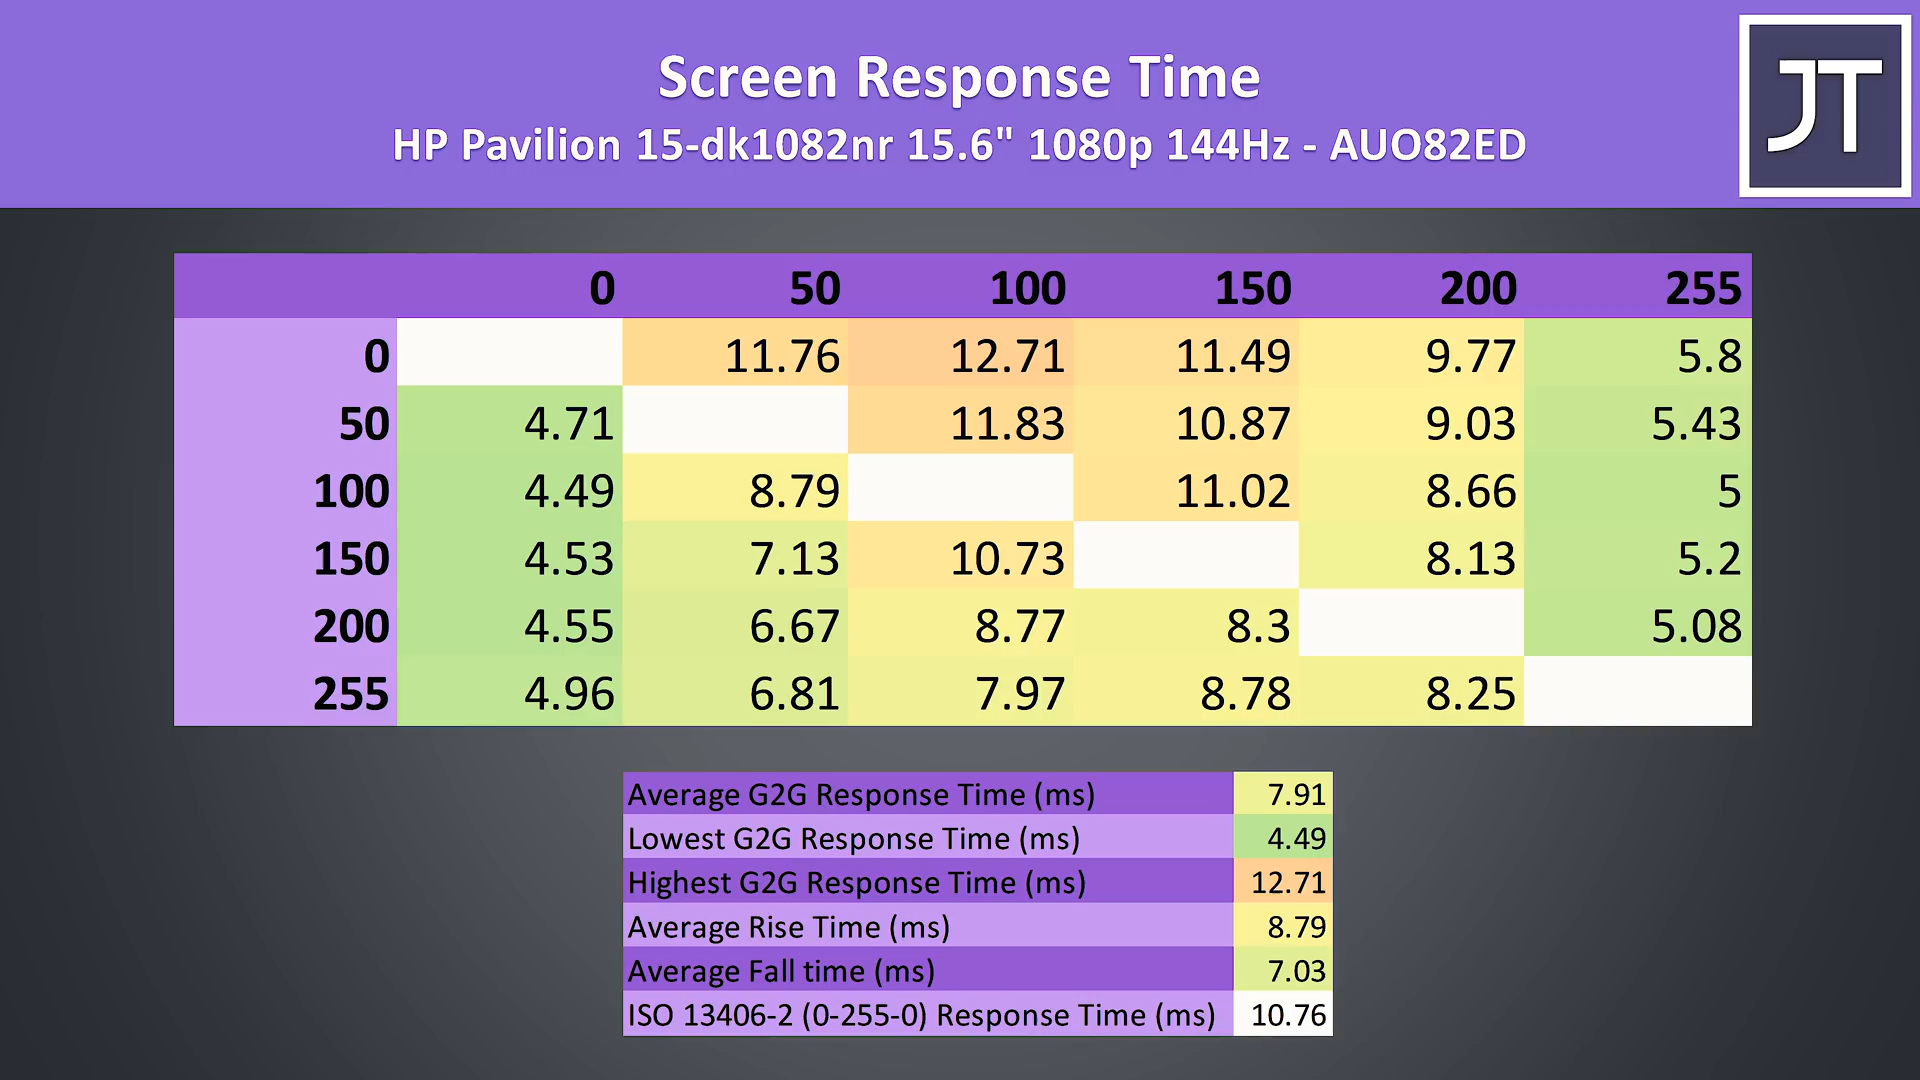 Screen Response Time
HP Pavilion 15-dk1082nr 15.6" 1080p 144Hz - AUO82ED
JT
0 50 100 150 200 255
0 11.76 12.71 11.49 9.77 5.8
50 4.71 11.83 10.87 9.03 5.43
100 4.49 8.79 11.02 8.66 5
150 4.53 7.13 10.73 8.13 5.2
200 4.55 6.67 8.77 8.3 5.08
255 4.96 6.81 7.97 8.78 8.25
Average G2G Response Time (ms) 7.91
Lowest G2G Response Time (ms) 4.49
Highest G2G Response Time (ms) 12.71
Average Rise Time (ms) 8.79
Average Fall time (ms) 7.03
ISO 13406-2 (0-255-0) Response Time (ms) 10.76